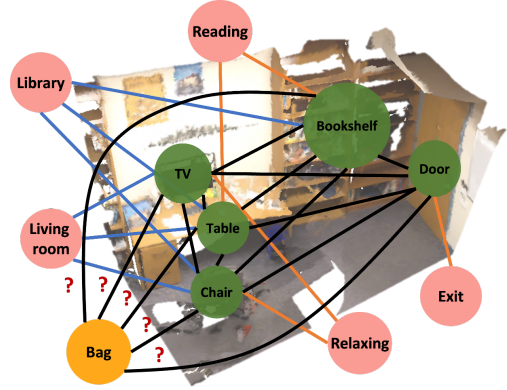 Reading
Library
Bookshelf
TV
Door
Table
Living
room
Chair
Exit
Relaxing
Bag
?
?
?
?
?